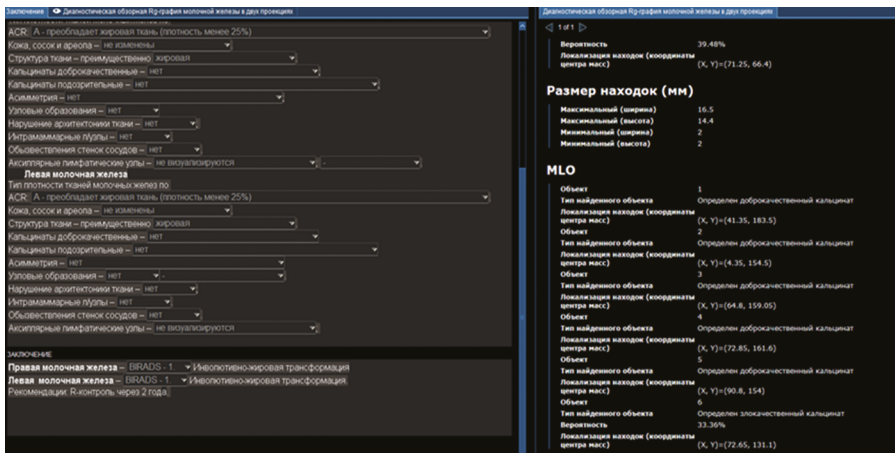 Заключение
Диагностическая обзорная Rg-графия молочной железы в двух проекциях
ACR: A - преобладает жировая ткань (плотность менее 25%)
Кожа, сосок и ареола – не изменены
Структура ткани – преимущественно жировая
Кальцинаты доброкачественные – нет
Кальцинаты подозрительные – нет
Асимметрия – нет
Узловые образования – нет
Нарушение архитектоники ткани – нет
Интрамаммарные л/узлы – нет
Обызвествления стенок сосудов – нет
Аксиллярные лимфатические узлы – не визуализируются -
Левая молочная железа
Тип плотности тканей молочных желез по
ACR: A - преобладает жировая ткань (плотность менее 25%)
Кожа, сосок и ареола – не изменены
Структура ткани – преимущественно жировая
Кальцинаты доброкачественные – нет
Кальцинаты подозрительные – нет
Асимметрия – нет
Узловые образования – нет -
Нарушение архитектоники ткани – нет
Интрамаммарные л/узлы – нет
Обызвествления стенок сосудов – нет
Аксиллярные лимфатические узлы – не визуализируются
ЗАКЛЮЧЕНИЕ
Правая молочная железа – BIRADS - 1. Инволютивно-жировая трансформация
Левая молочная железа – BIRADS - 1. Инволютивно-жировая трансформация.
Рекомендации: R-контроль через 2 года.
Диагностическая обзорная Rg-графия молочной железы в двух проекциях
1 of 1
Вероятность 39.48%
Локализация находок (координаты
центра масс) (X, Y)=(71.25, 66.4)
Размер находок (мм)
Максимальный (ширина) 16.5
Максимальный (высота) 14.4
Минимальный (ширина) 2
Минимальный (высота) 2
MLO
Объект 1
Тип найденного объекта Определен доброкачественный кальцинат
Локализация находок (координаты
центра масс) (X, Y)=(41.35, 183.5)
Объект 2
Тип найденного объекта Определен доброкачественный кальцинат
Локализация находок (координаты
центра масс) (X, Y)=(4.35, 154.5)
Объект 3
Тип найденного объекта Определен доброкачественный кальцинат
Локализация находок (координаты
центра масс) (X, Y)=(64.8, 159.05)
Объект 4
Тип найденного объекта Определен доброкачественный кальцинат
Локализация находок (координаты
центра масс) (X, Y)=(72.85, 161.6)
Объект 5
Тип найденного объекта Определен доброкачественный кальцинат
Локализация находок (координаты
центра масс) (X, Y)=(90.8, 154)
Объект 6
Тип найденного объекта Определен злокачественный кальцинат
Вероятность 33.36%
Локализация находок (координаты
центра масс) (X, Y)=(72.65, 131.1)